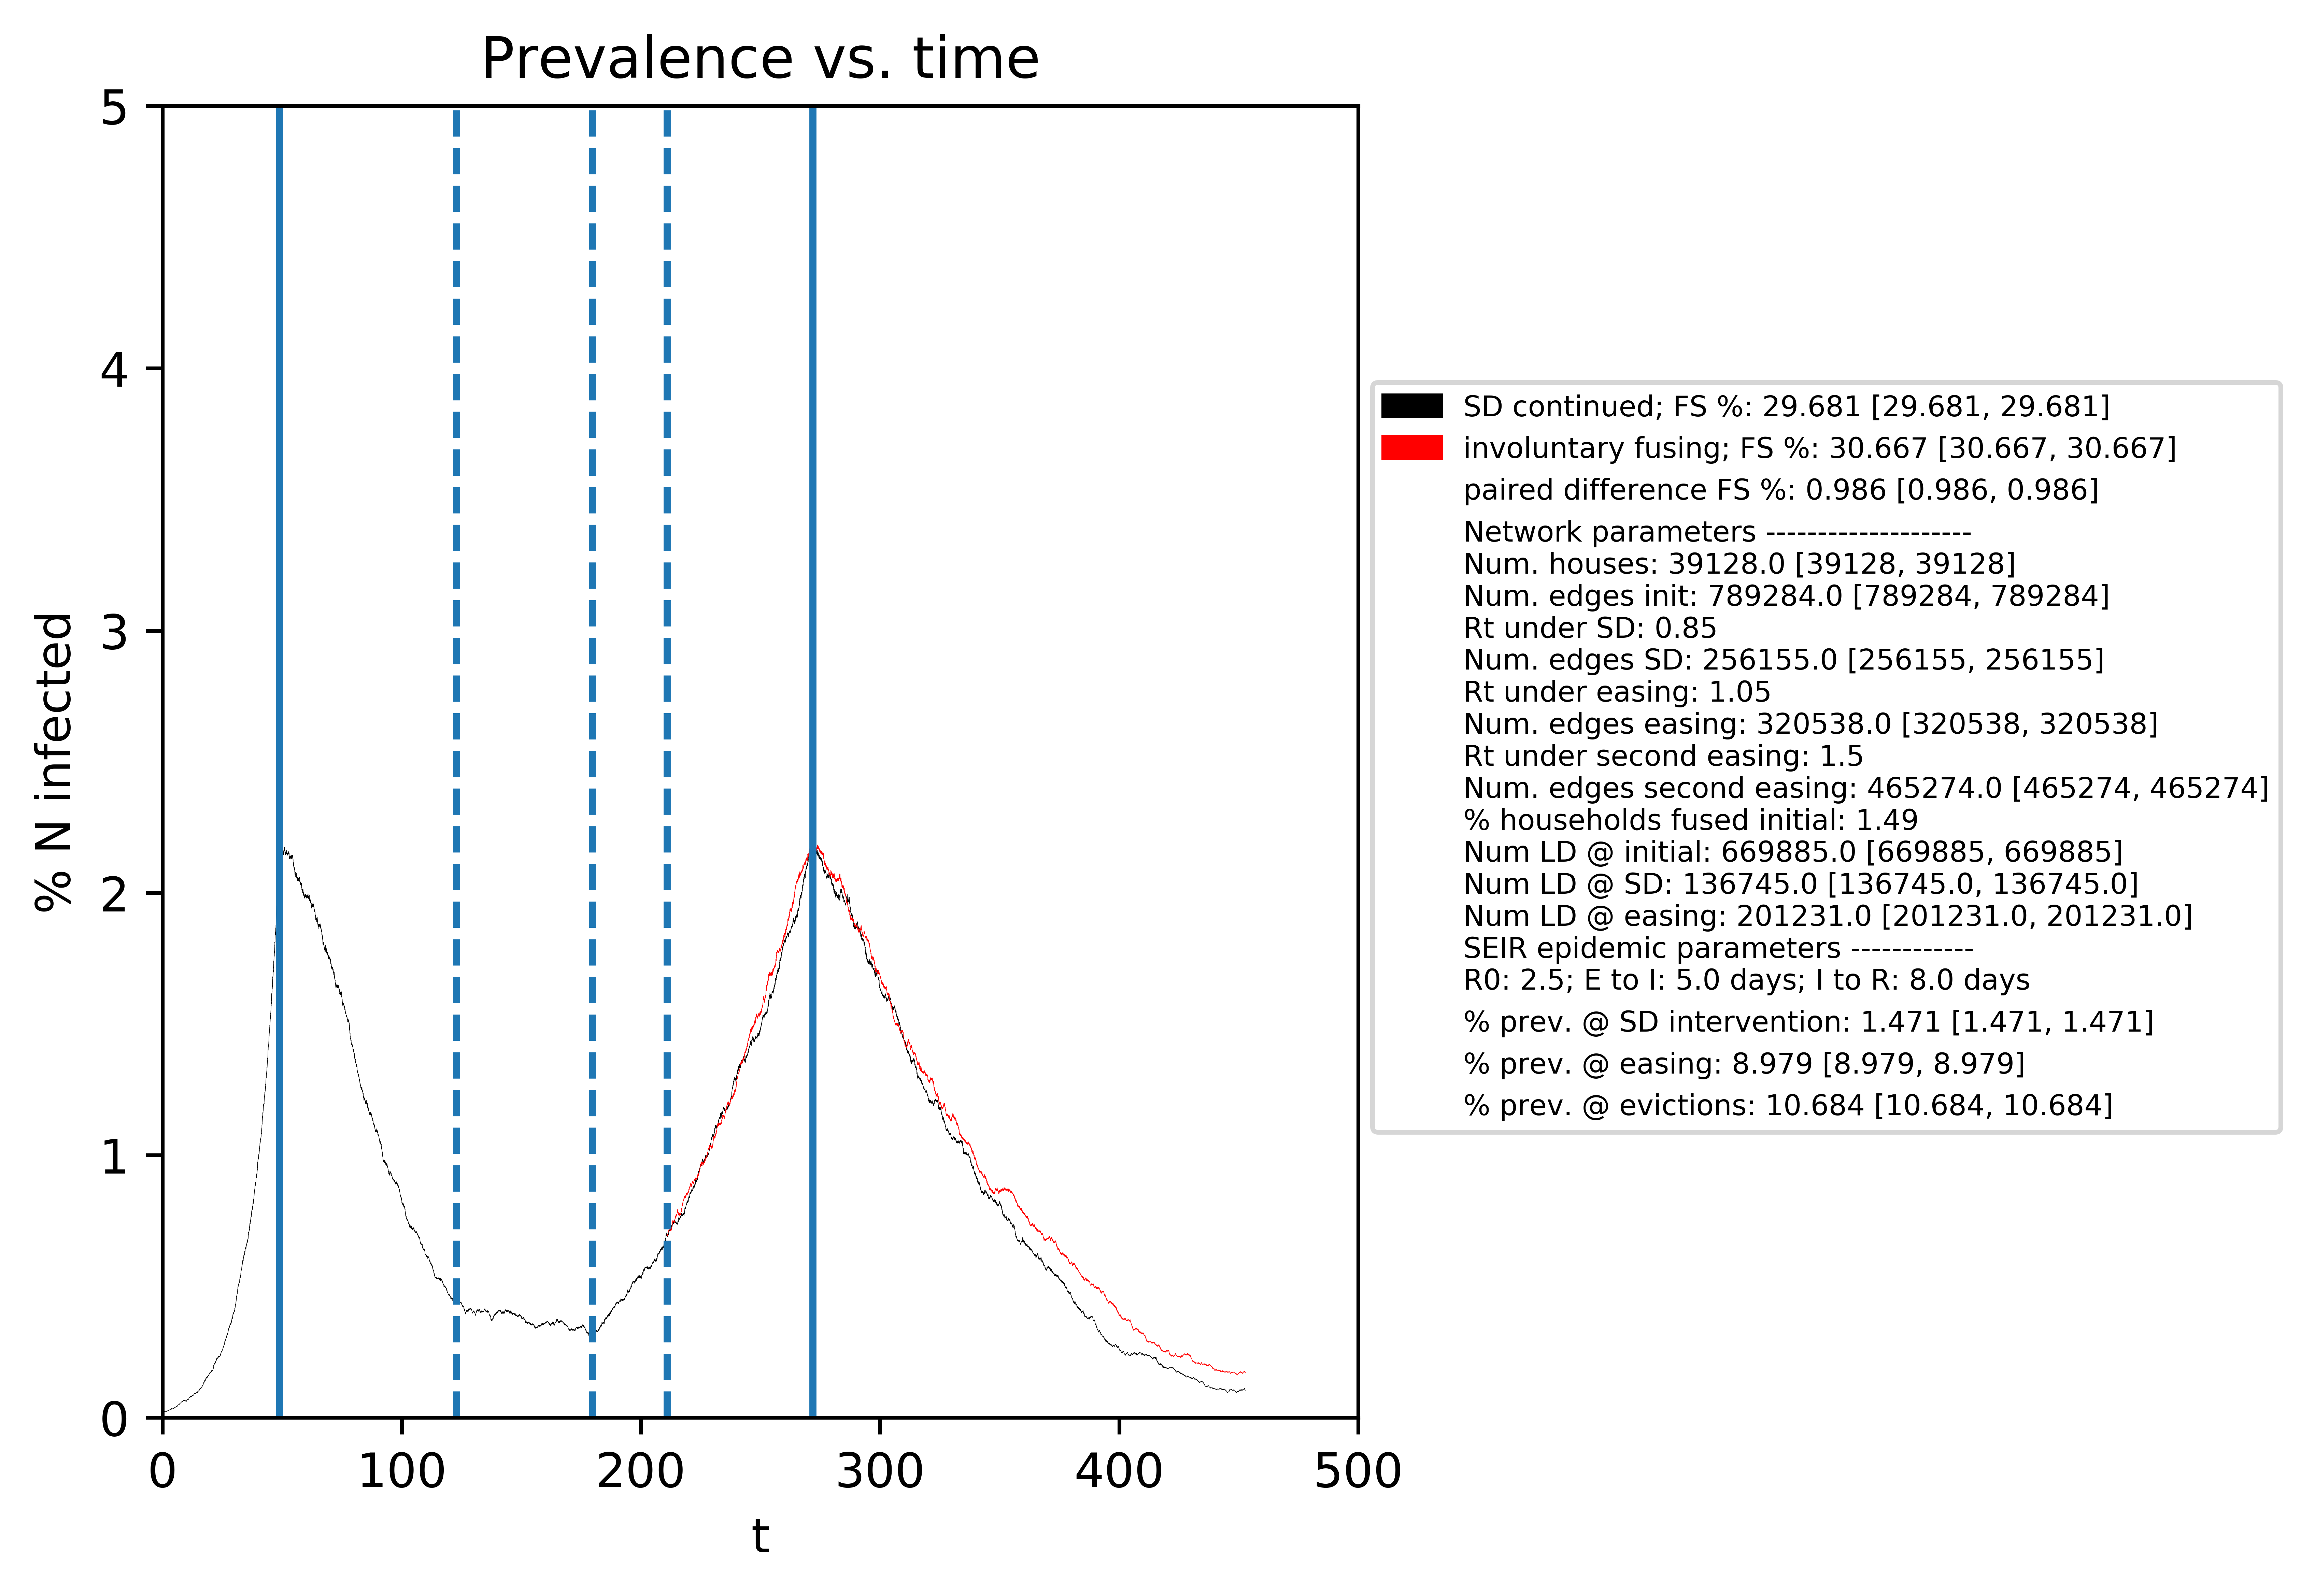 Prevalence vs. time
5
4
3
2
1
0
% N infected
0 100 200 300 400 500
t
SD continued; FS %: 29.681 [29.681, 29.681]
involuntary fusing; FS %: 30.667 [30.667, 30.667]
paired difference FS %: 0.986 [0.986, 0.986]
Network parameters --------------------
Num. houses: 39128.0 [39128, 39128]
Num. edges init: 789284.0 [789284, 789284]
Rt under SD: 0.85
Num. edges SD: 256155.0 [256155, 256155]
Rt under easing: 1.05
Num. edges easing: 320538.0 [320538, 320538]
Rt under second easing: 1.5
Num. edges second easing: 465274.0 [465274, 465274]
% households fused initial: 1.49
Num LD @ initial: 669885.0 [669885, 669885]
Num LD @ SD: 136745.0 [136745.0, 136745.0]
Num LD @ easing: 201231.0 [201231.0, 201231.0]
SEIR epidemic parameters ------------
R0: 2.5; E to I: 5.0 days; I to R: 8.0 days
% prev. @ SD intervention: 1.471 [1.471, 1.471]
% prev. @ easing: 8.979 [8.979, 8.979]
% prev. @ evictions: 10.684 [10.684, 10.684]